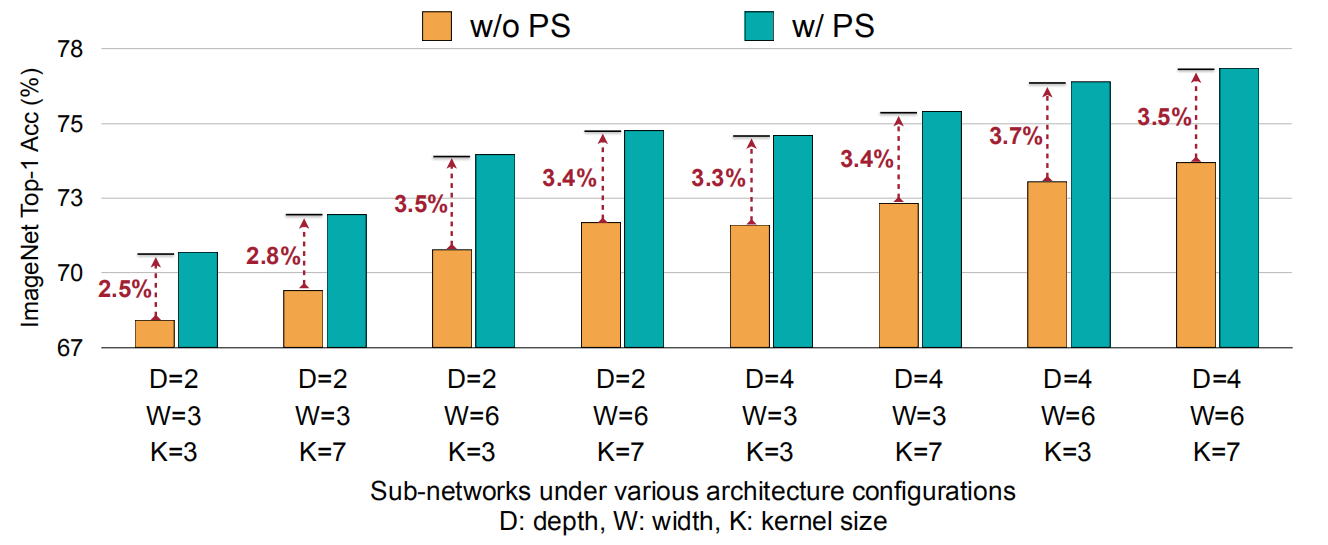 w/o PS
w/ PS
ImageNet Top-1 Acc (%)
78
75
73
70
67
2.5%
2.8%
3.5%
3.4%
3.3%
3.4%
3.7%
3.5%
D=2 D=2 D=2 D=2 D=4 D=4 D=4 D=4
W=3 W=3 W=6 W=6 W=3 W=3 W=6 W=6
K=3 K=7 K=3 K=7 K=3 K=7 K=3 K=7
Sub-networks under various architecture configurations
D: depth, W: width, K: kernel size